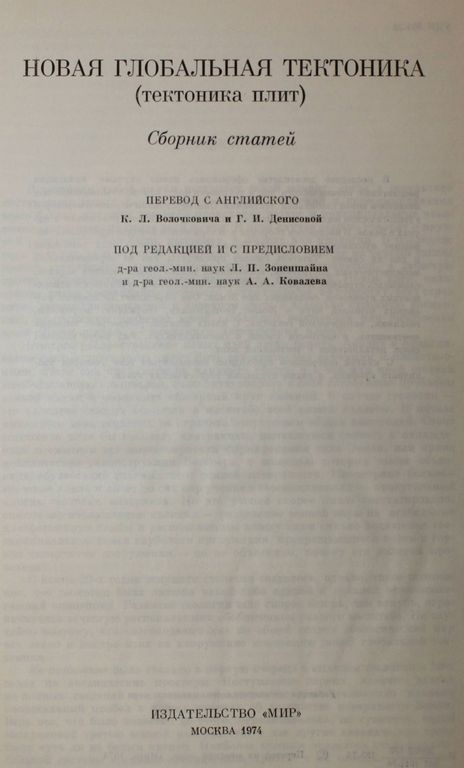 НОВАЯ ГЛОБАЛЬНАЯ ТЕКТОНИКА
(тектоника плит)
Сборник статей
ПЕРЕВОД С АНГЛИЙСКОГО
К. Л. Волочковича и Г. И. Денисовой
ПОД РЕДАКЦИЕЙ И С ПРЕДИСЛОВИЕМ
д-ра геол.-мин. наук Л. П. Зоненшайна
и д-ра геол.-мин. наук А. А. Ковалева
ИЗДАТЕЛЬСТВО «МИР»
МОСКВА 1974